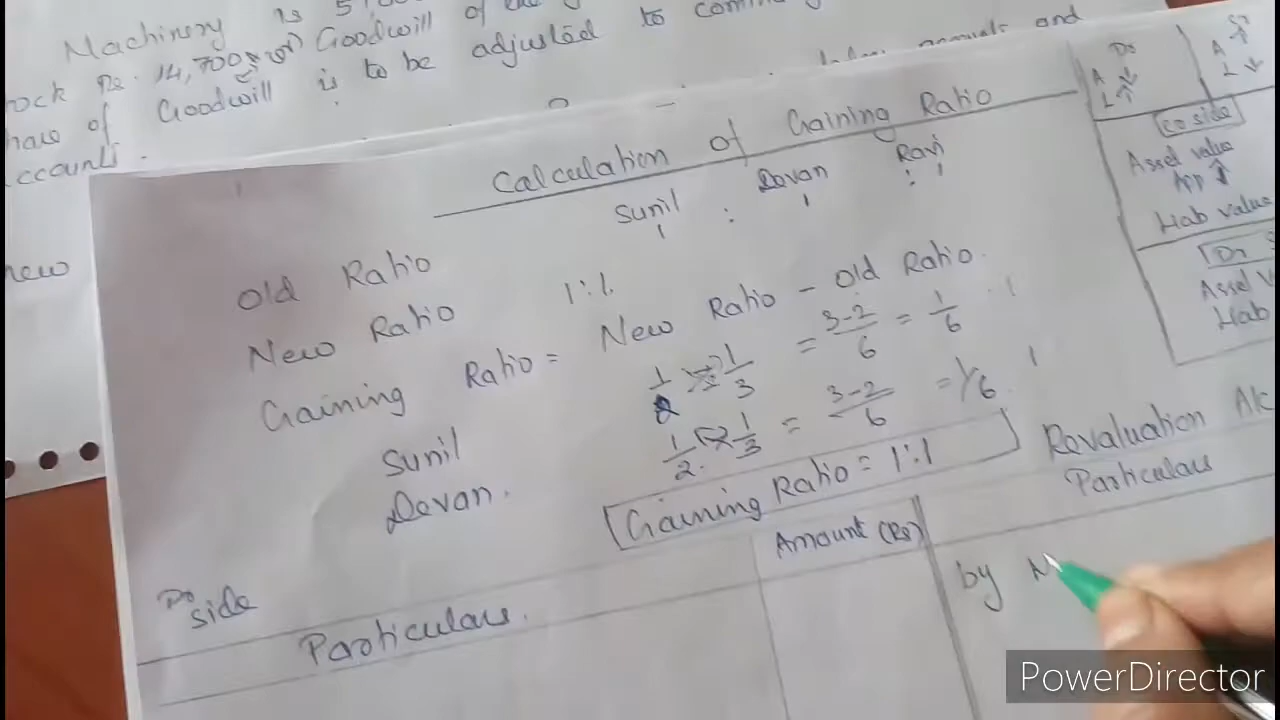 Machinery is 5,
ock Rs. 14,700 Goodwill of the
hare of Goodwill is to be adjusted to
ccounts.
new
Calculation of Gaining Ratio
Sunil : Devan : Ravi
1 1 1
Old Ratio
New Ratio 1:1.
Gaining Ratio = New Ratio - Old Ratio.
Sunil 1/2 - 1/3 = 3-2/6 = 1/6 1
Devan. 1/2 - 1/3 = 3-2/6 = 1/6. 1
Gaining Ratio = 1:1
Dr
A ↓
L ↑
A ↑
L ↓
Cr side
Asset value
App ↑
Asset V
Revaluation A/c
Dr side
Particulars.
Amount (Rs)
Particulars
by
PowerDirector